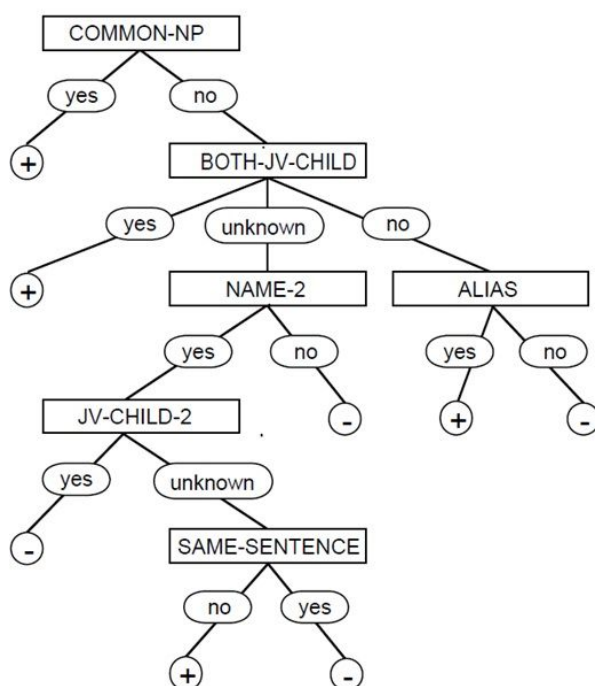 COMMON-NP
yes no
+
BOTH-JV-CHILD
yes unknown no
+
NAME-2 ALIAS
yes no yes no
JV-CHILD-2 - + -
yes unknown
-
SAME-SENTENCE
no yes
+ -